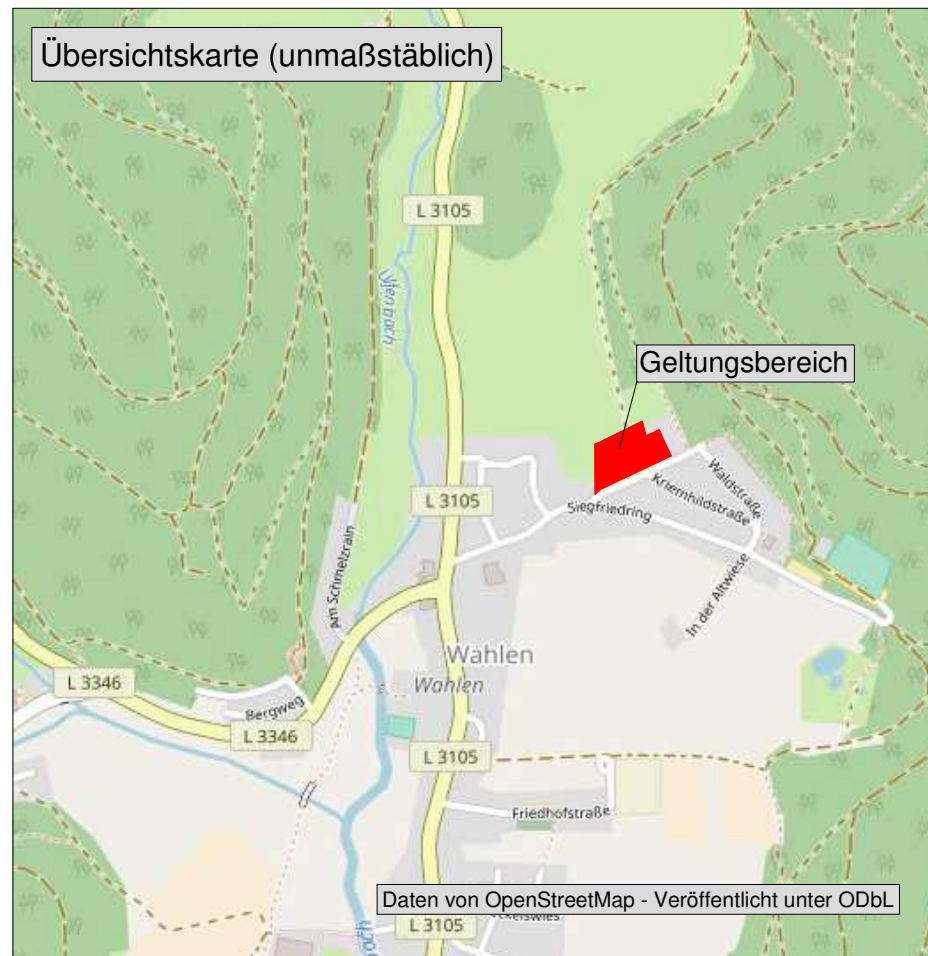 Übersichtskarte (unmaßstäblich)
L 3105
Geltungsbereich
L 3105
Siegfriedring
Kriemhildstraße
Waldstraße
Am Schmelzrain
In der Altwiese
Wahlen
Wahlen
L 3346
Bergweg
L 3346
L 3105
Friedhofstraße
Daten von OpenStreetMap - Veröffentlicht unter ODbL
L 3105